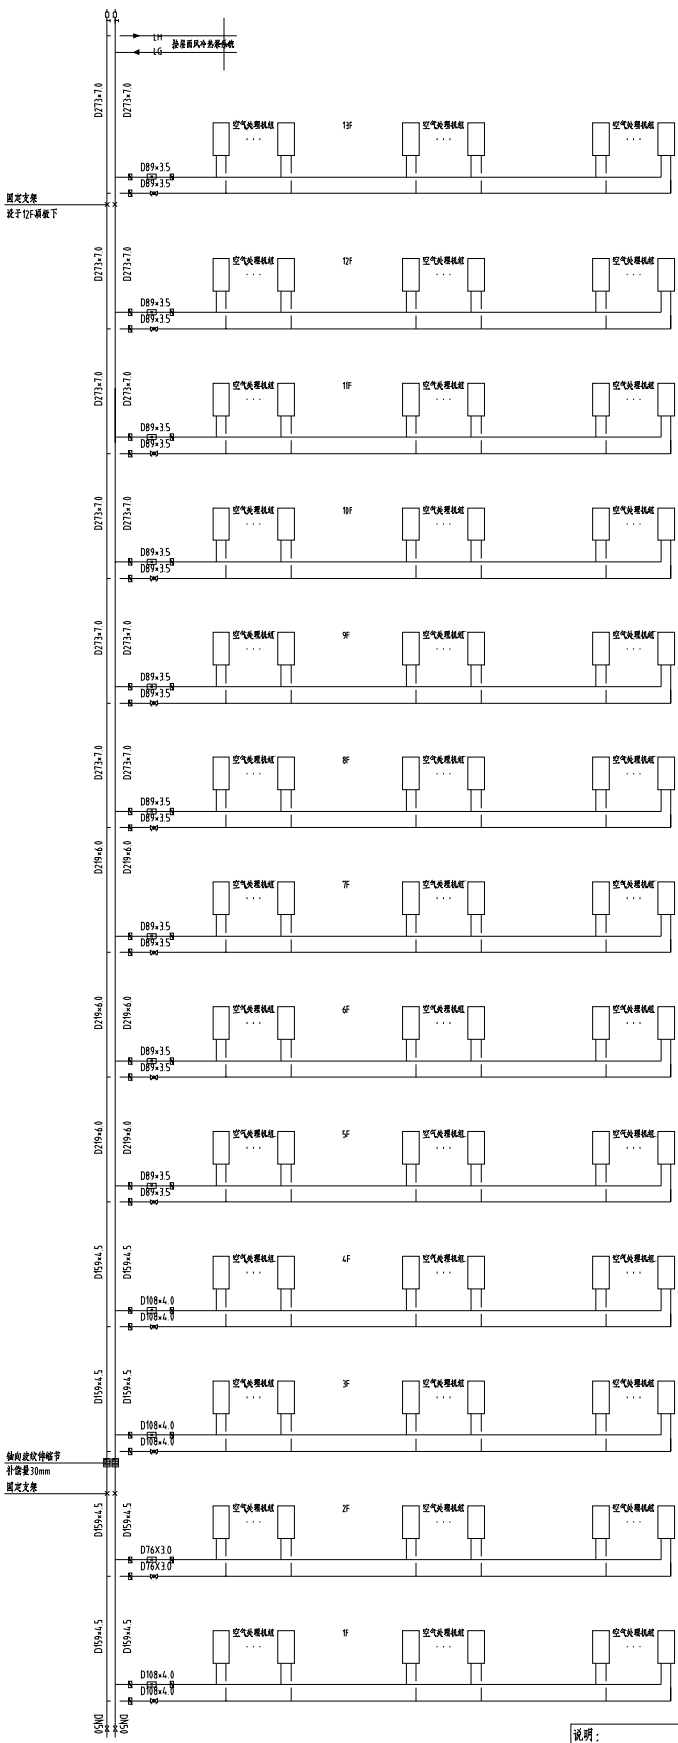 LH
接屋面风冷热泵系统
LG
D273×7.0
D273×7.0
空气处理机组
13F
空气处理机组
空气处理机组
...
...
...
D89×3.5
D89×3.5
固定支架
设于12F顶板下
D273×7.0
D273×7.0
空气处理机组
12F
空气处理机组
空气处理机组
...
...
...
D89×3.5
D89×3.5
D273×7.0
D273×7.0
空气处理机组
11F
空气处理机组
空气处理机组
...
...
...
D89×3.5
D89×3.5
D273×7.0
D273×7.0
空气处理机组
10F
空气处理机组
空气处理机组
...
...
...
D89×3.5
D89×3.5
D273×7.0
D273×7.0
空气处理机组
9F
空气处理机组
空气处理机组
...
...
...
D89×3.5
D89×3.5
D273×7.0
D273×7.0
空气处理机组
8F
空气处理机组
空气处理机组
...
...
...
D89×3.5
D89×3.5
D219×6.0
D219×6.0
空气处理机组
7F
空气处理机组
空气处理机组
...
...
...
D89×3.5
D89×3.5
D219×6.0
D219×6.0
空气处理机组
6F
空气处理机组
空气处理机组
...
...
...
D89×3.5
D89×3.5
D219×6.0
D219×6.0
空气处理机组
5F
空气处理机组
空气处理机组
...
...
...
D89×3.5
D89×3.5
D159×4.5
D159×4.5
空气处理机组
4F
空气处理机组
空气处理机组
...
...
...
D108×4.0
D108×4.0
D159×4.5
D159×4.5
空气处理机组
3F
空气处理机组
空气处理机组
...
...
...
D108×4.0
D108×4.0
轴向波纹伸缩节
补偿量30mm
固定支架
D159×4.5
D159×4.5
空气处理机组
2F
空气处理机组
空气处理机组
...
...
...
D76X3.0
D76X3.0
D159×4.5
D159×4.5
空气处理机组
1F
空气处理机组
空气处理机组
...
...
...
D108×4.0
D108×4.0
DN50
DN50
说明：